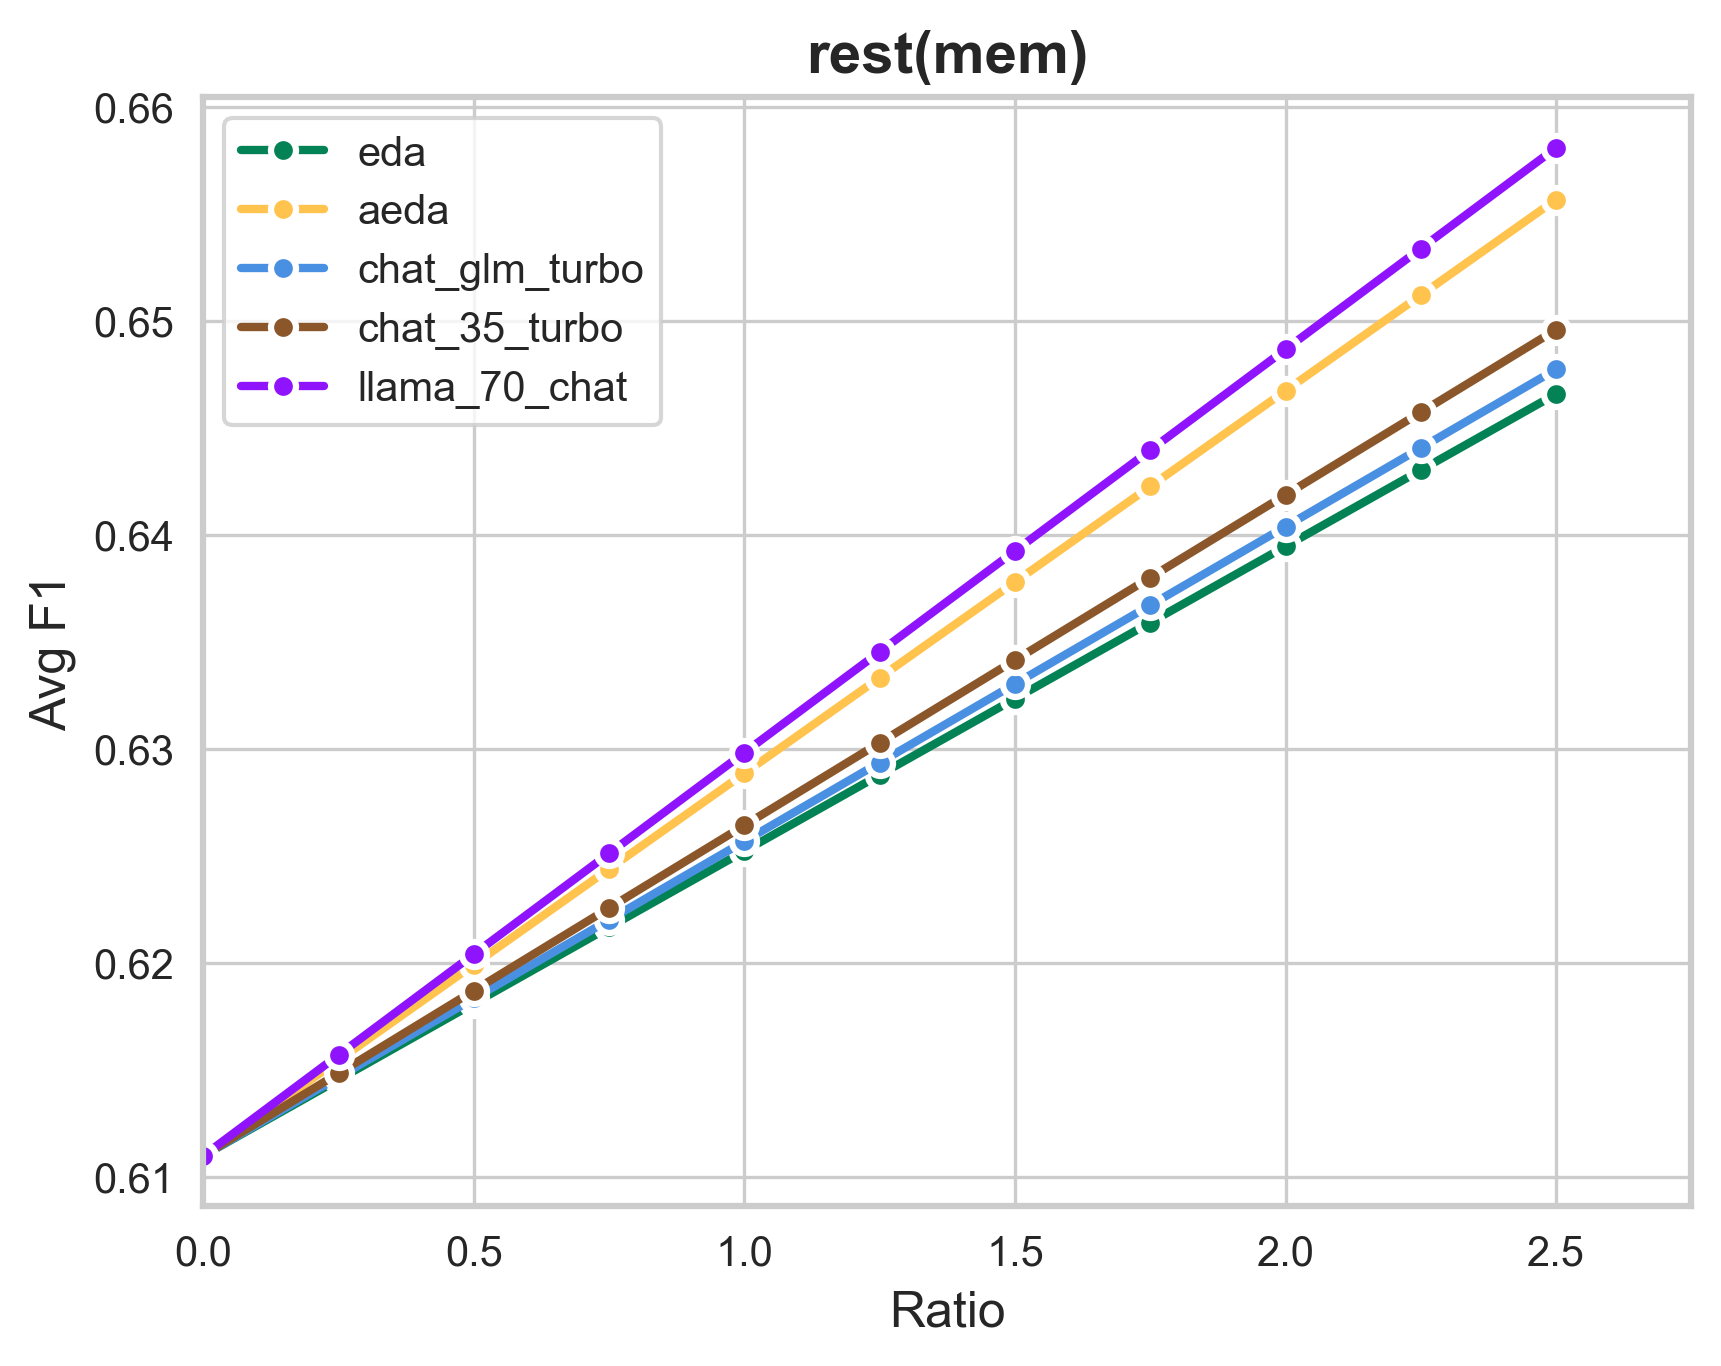 rest(mem)
0.66
0.65
0.64
0.63
0.62
0.61
Avg F1
eda
aeda
chat_glm_turbo
chat_35_turbo
llama_70_chat
0.0 0.5 1.0 1.5 2.0 2.5
Ratio